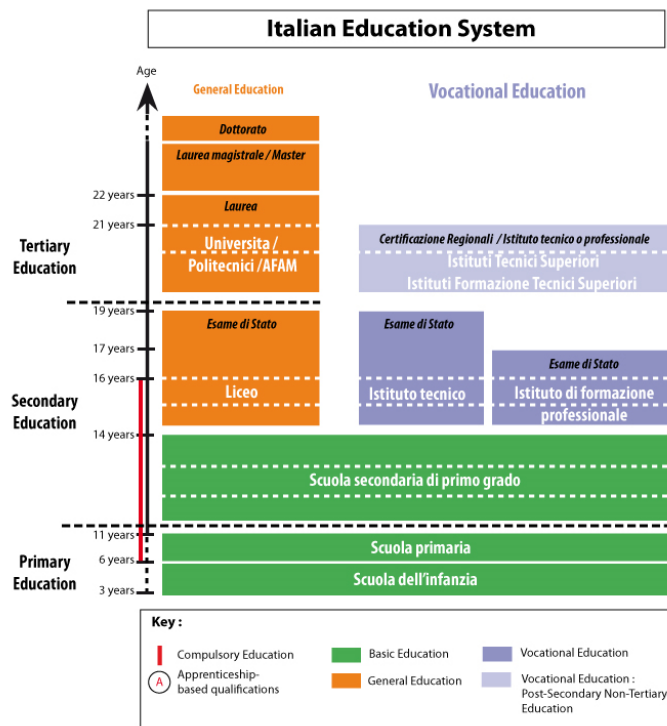 Italian Education System
Age
General Education
Vocational Education
Dottorato
Laurea magistrale / Master
22 years
Laurea
21 years
Universita /
Politecnici /AFAM
Certificazione Regionali / Istituto tecnico o professionale
Istituti Tecnici Superiori
Istituti Formazione Tecnici Superiori
Tertiary
Education
19 years
Esame di Stato
Esame di Stato
17 years
Esame di Stato
16 years
Liceo
Istituto tecnico
Istituto di formazione
professionale
Secondary
Education
14 years
Scuola secondaria di primo grado
11 years
Scuola primaria
Primary
Education
6 years
Scuola dell'infanzia
3 years
Key :
Compulsory Education
Basic Education
Vocational Education
A
Apprenticeship-
based qualifications
General Education
Vocational Education :
Post-Secondary Non-Tertiary
Education